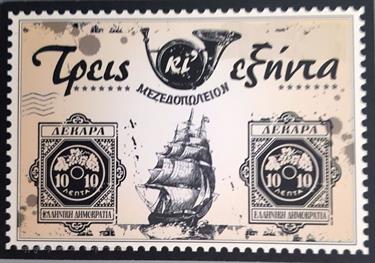 Τρεις κι' εξήντα
ΜΕΖΕΔΟΠΩΛΕΙΟΝ
ΔΕΚΑΡΑ
10 10
ΛΕΠΤΑ
ΕΛΛΗΝΙΚΗ ΔΗΜΟΚΡΑΤΙΑ
ΔΕΚΑΡΑ
10 10
ΛΕΠΤΑ
ΕΛΛΗΝΙΚΗ ΔΗΜΟΚΡΑΤΙΑ